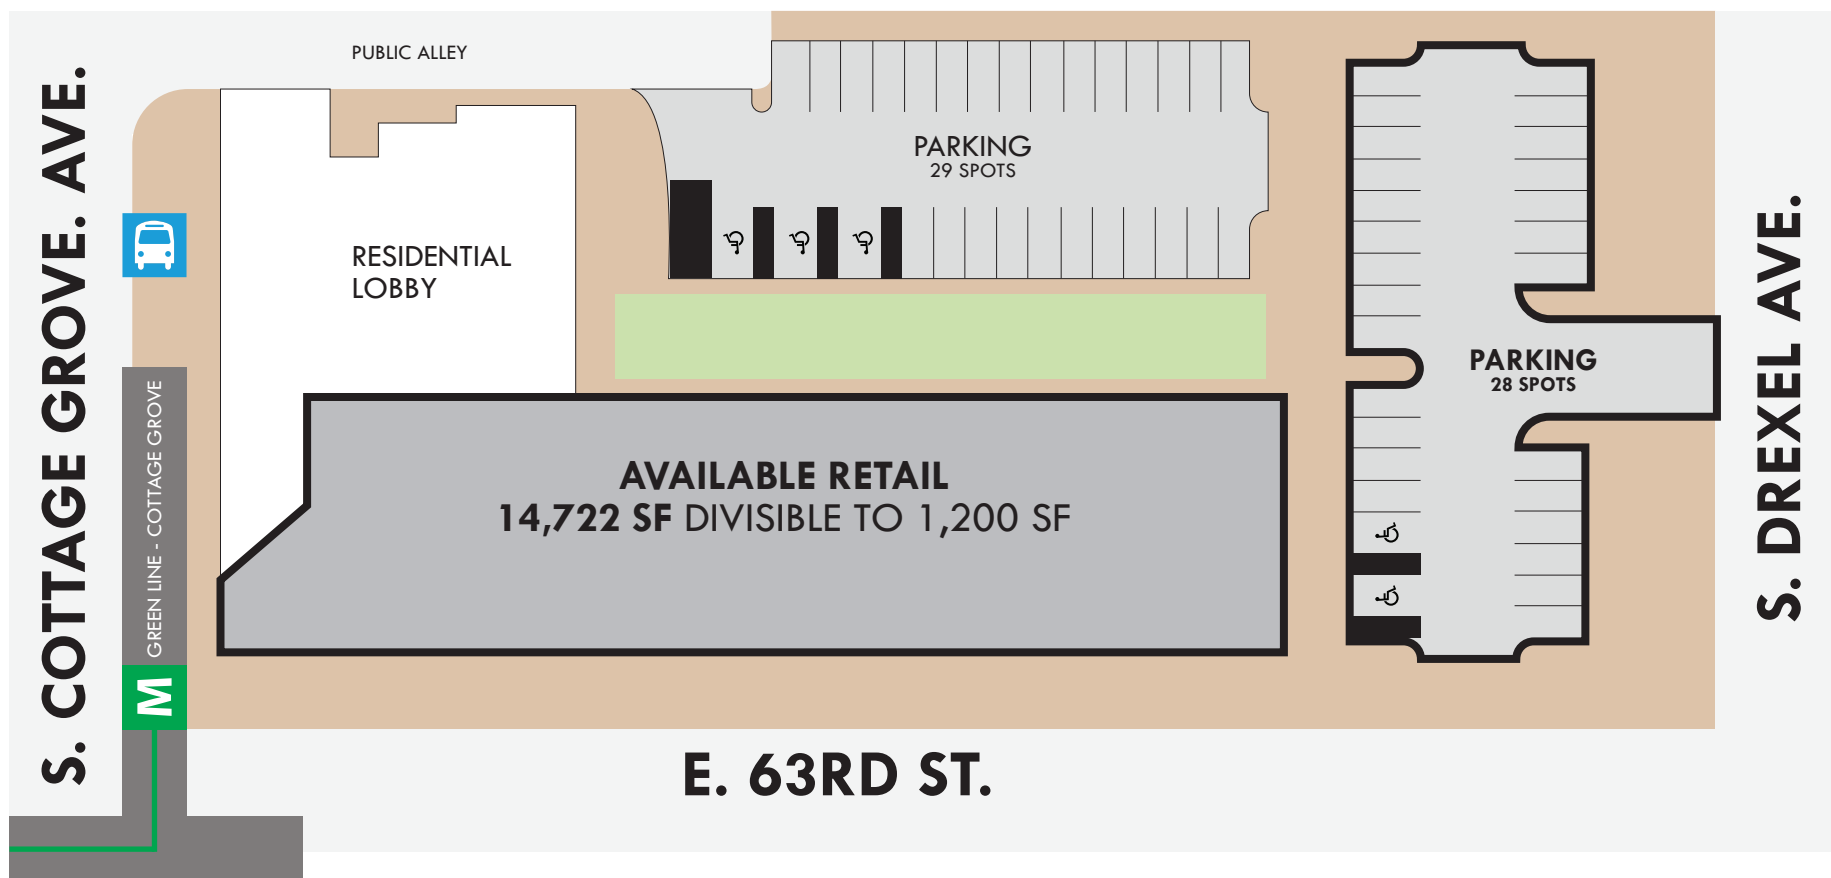 PUBLIC ALLEY
S. COTTAGE GROVE. AVE.
PARKING
29 SPOTS
RESIDENTIAL
LOBBY
GREEN LINE - COTTAGE GROVE
M
AVAILABLE RETAIL
14,722 SF DIVISIBLE TO 1,200 SF
PARKING
28 SPOTS
S. DREXEL AVE.
E. 63RD ST.